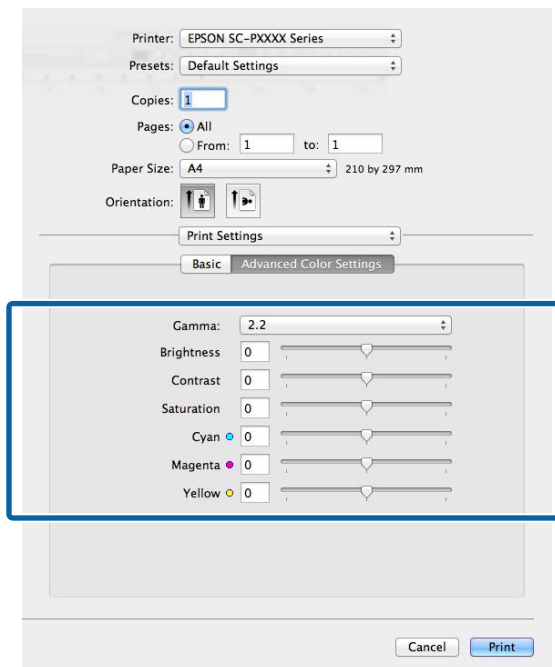 Printer: EPSON SC-PXXXX Series
Presets: Default Settings
Copies: 1
Pages: All
From: 1 to: 1
Paper Size: A4 210 by 297 mm
Orientation:
Print Settings
Basic Advanced Color Settings
Gamma: 2.2
Brightness 0
Contrast 0
Saturation 0
Cyan 0
Magenta 0
Yellow 0
Cancel Print